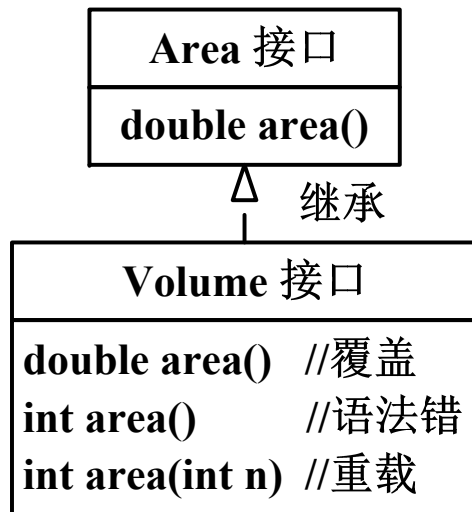 Area 接口
double area()
继承
Volume 接口
double area() //覆盖
int area() //语法错
int area(int n) //重载